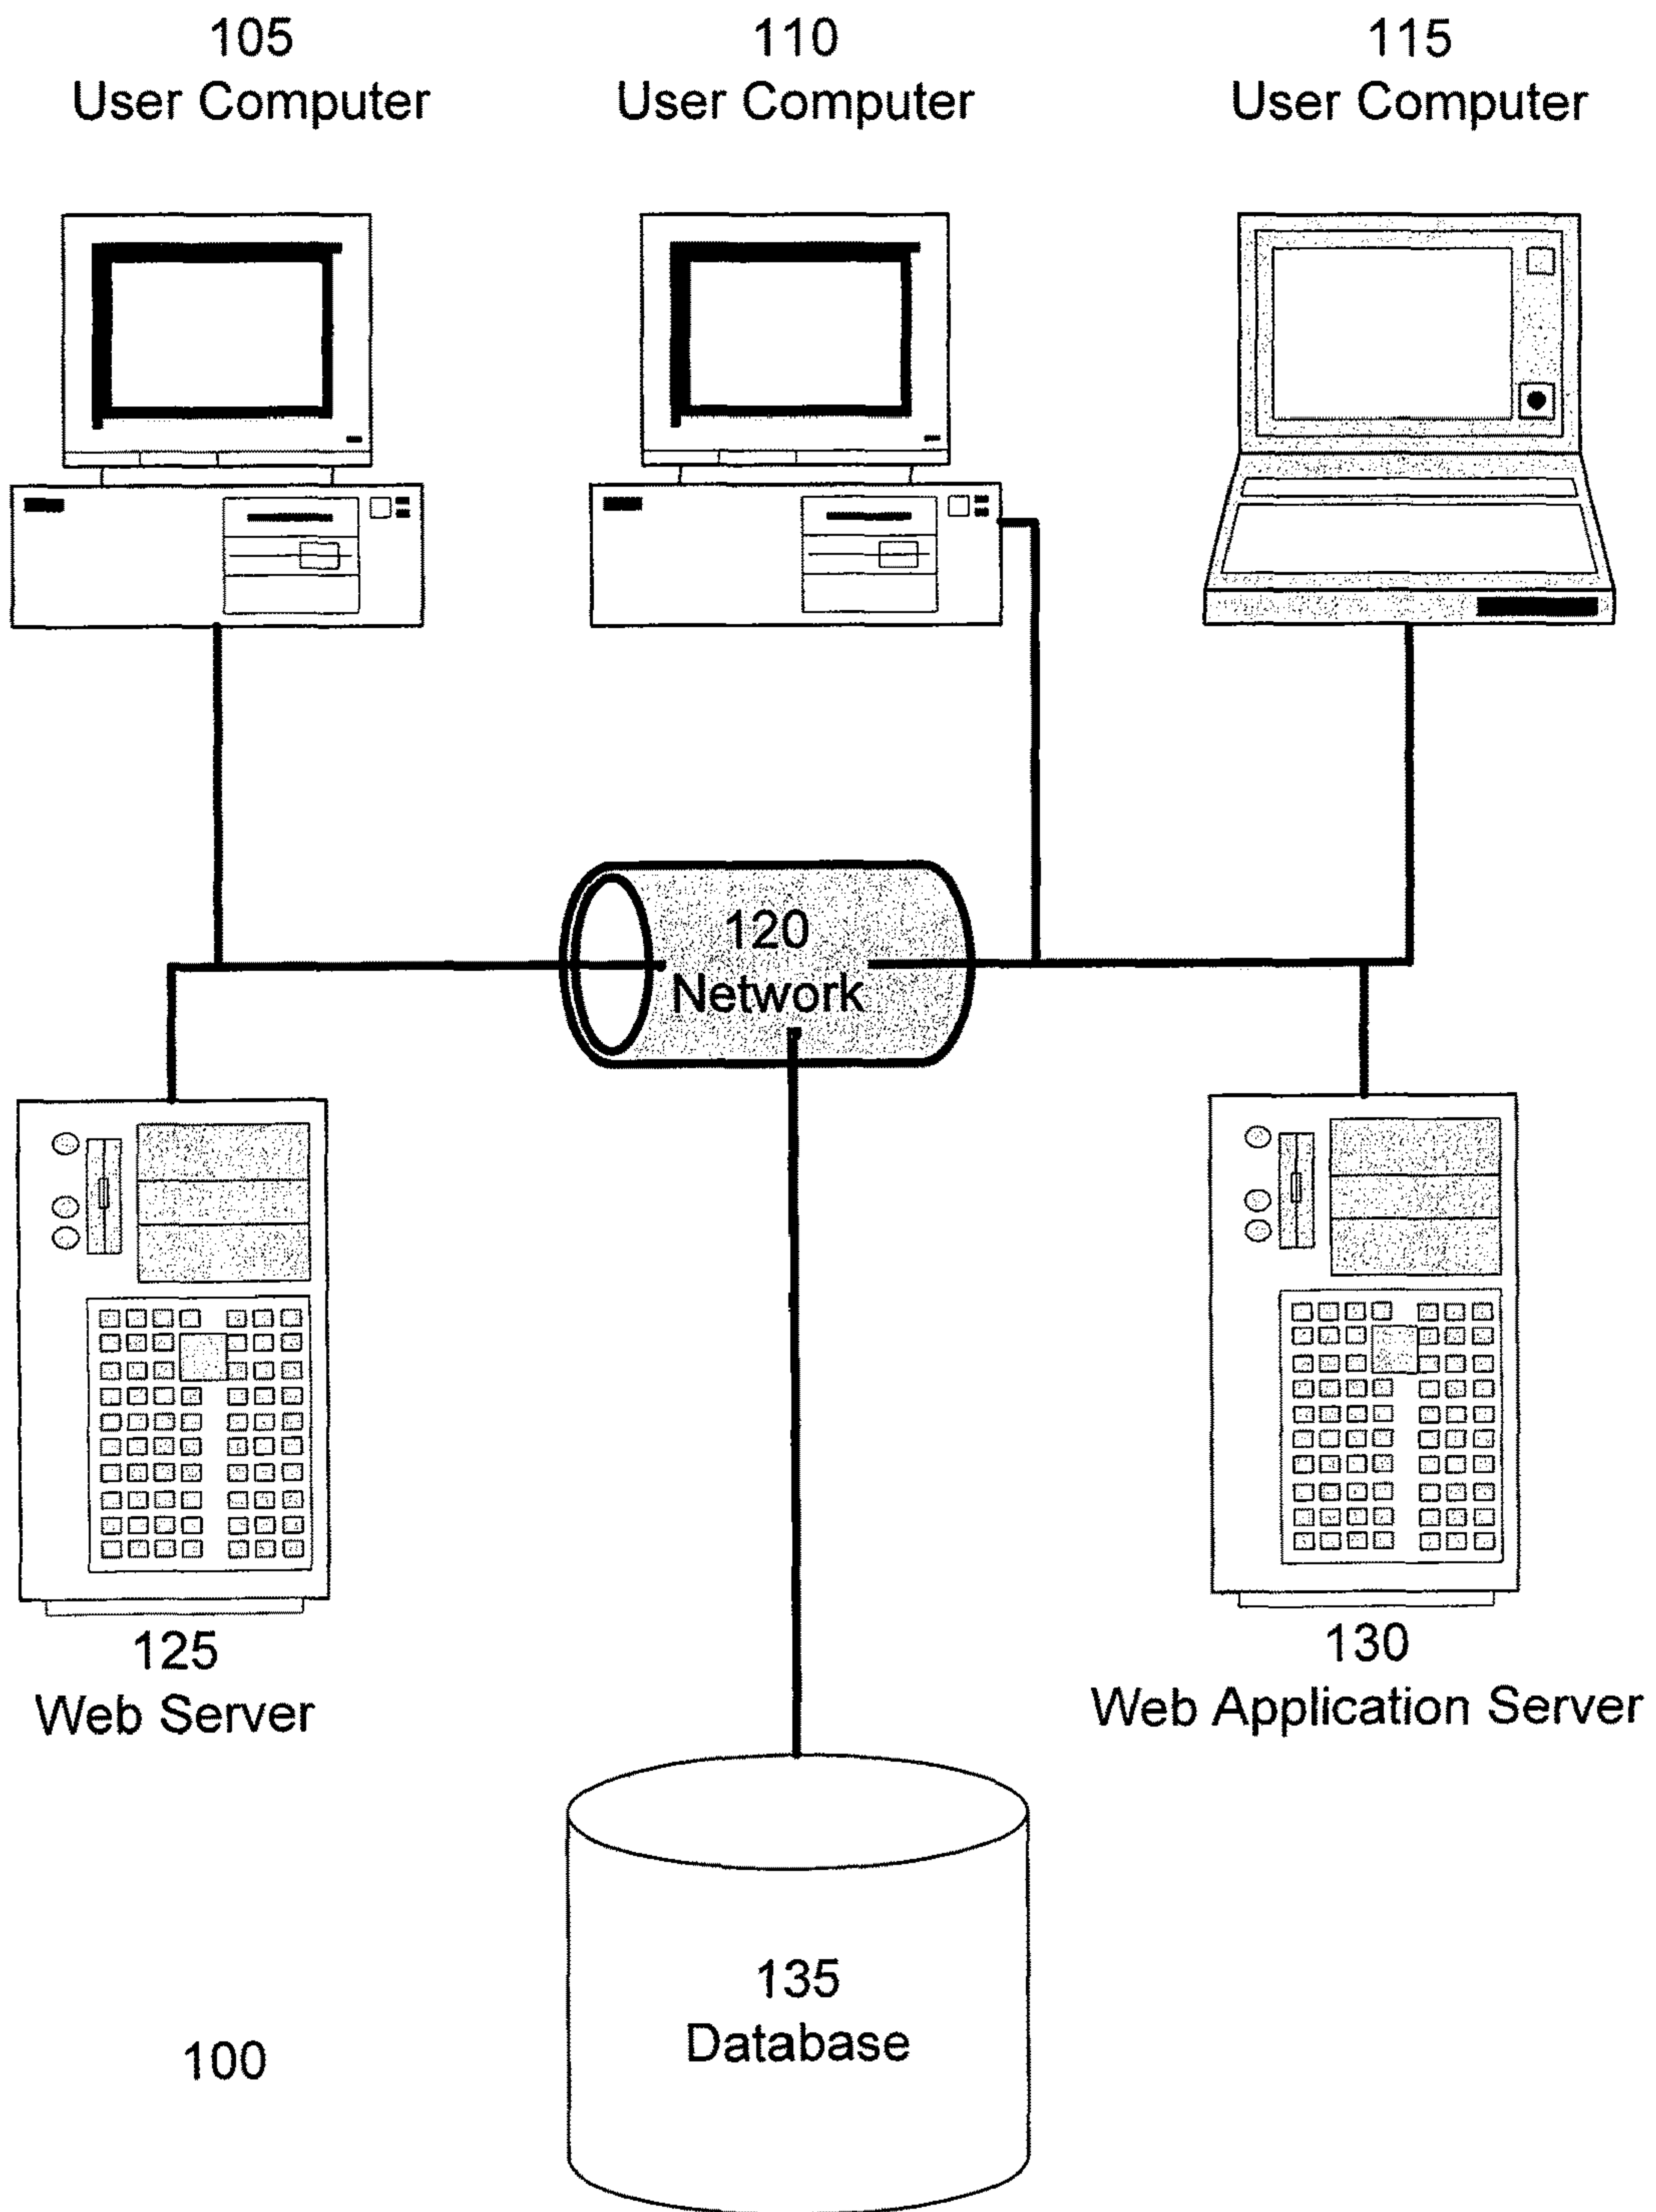 105
User Computer
110
User Computer
115
User Computer
120
Network
125
Web Server
130
Web Application Server
135
Database
100